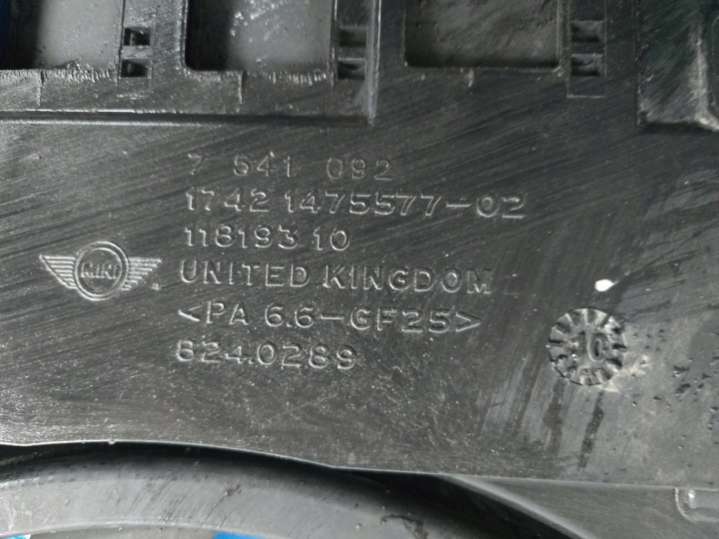 7 541 092
1742 1475577-02
118193 10
MINI
UNITED KINGDOM
<PA 6.6-GF25>
8240289
10